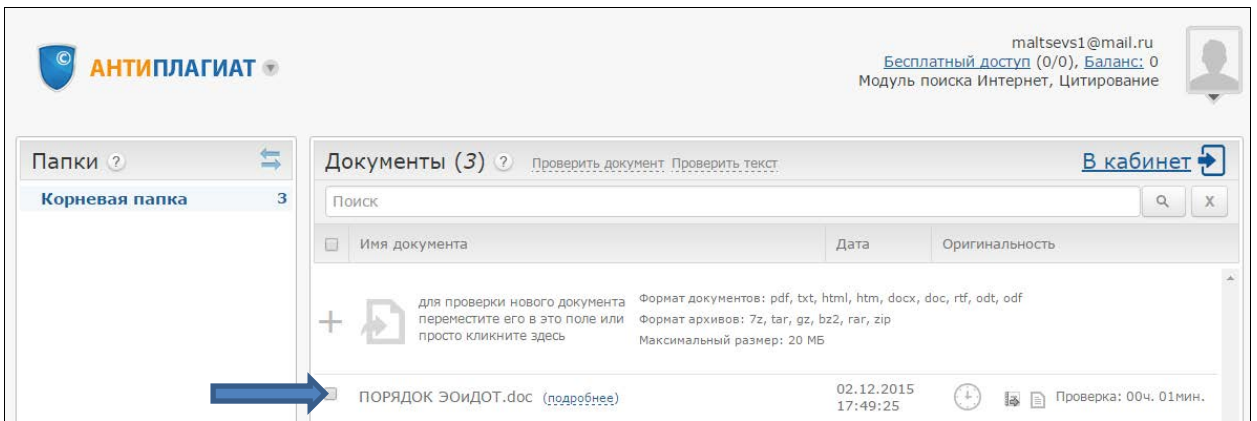 maltsevs1@mail.ru
Бесплатный доступ (0/0), Баланс: 0
Модуль поиска Интернет, Цитирование
© АНТИПЛАГИАТ
Папки ?
Корневая папка 3
Документы (3) ? Проверить документ Проверить текст В кабинет
Поиск X
Имя документа Дата Оригинальность
для проверки нового документа
переместите его в это поле или
просто кликните здесь
Формат документов: pdf, txt, html, htm, docx, doc, rtf, odt, odf
Формат архивов: 7z, tar, gz, bz2, rar, zip
Максимальный размер: 20 МБ
ПОРЯДОК ЭОиДОТ.doc (подробнее) 02.12.2015
17:49:25
Проверка: 00ч. 01мин.